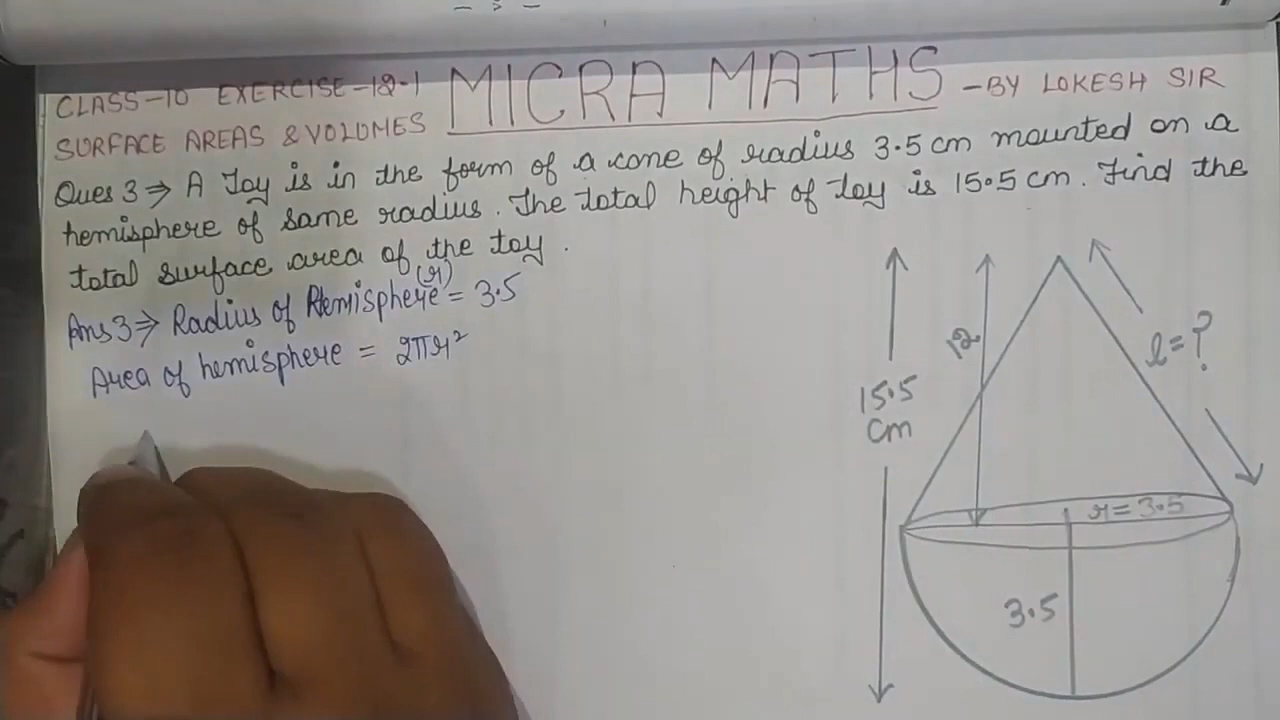 CLASS-10 EXERCISE-12.1 MICRA MATHS - BY LOKESH SIR
SURFACE AREAS & VOLUMES
Ques 3 ⇒ A Toy is in the form of a cone of radius 3.5 cm mounted on a
hemisphere of same radius. The total height of toy is 15.5 cm. Find the
total surface area of the toy.
Ans 3 ⇒ Radius of Hemisphere (r) = 3.5
Area of hemisphere = 2πr²
12
l = ?
15.5
cm
r = 3.5
3.5